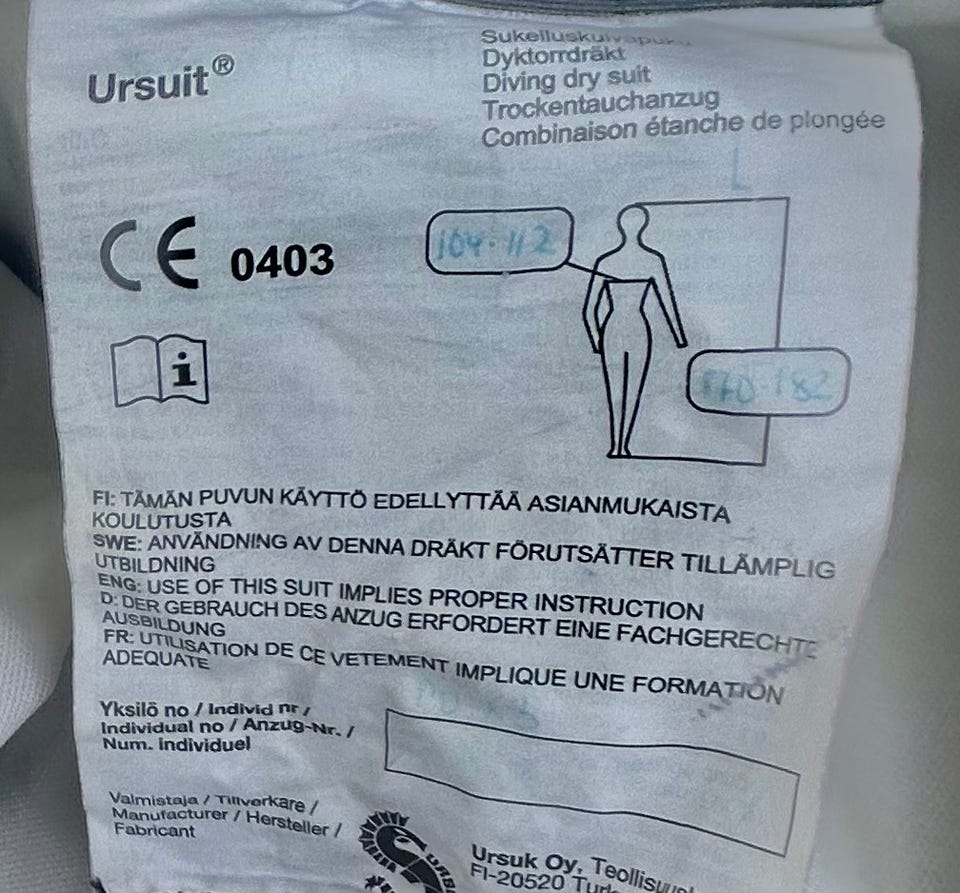 Ursuit®
Dyktorrdräkt
Diving dry suit
Trockentauchanzug
Combinaison étanche de plongée
L
CE 0403
104-112
i
170-182
FI: TÄMÄN PUVUN KÄYTTÖ EDELLYTTÄÄ ASIANMUKAISTA
KOULUTUSTA
SWE: ANVÄNDNING AV DENNA DRÄKT FÖRUTSÄTTER TILLÄMPLIG
UTBILDNING
ENG: USE OF THIS SUIT IMPLIES PROPER INSTRUCTION
D: DER GEBRAUCH DES ANZUG ERFORDERT EINE FACHGERECHTE
AUSBILDUNG
FR: UTILISATION DE CE VETEMENT IMPLIQUE UNE FORMATION
ADEQUATE
Yksilö no / Individ nr /
Individual no / Anzug-Nr. /
Num. individuel
Valmistaja / Tillverkare /
Manufacturer / Hersteller /
Fabricant
Ursuk Oy,
FI-20520